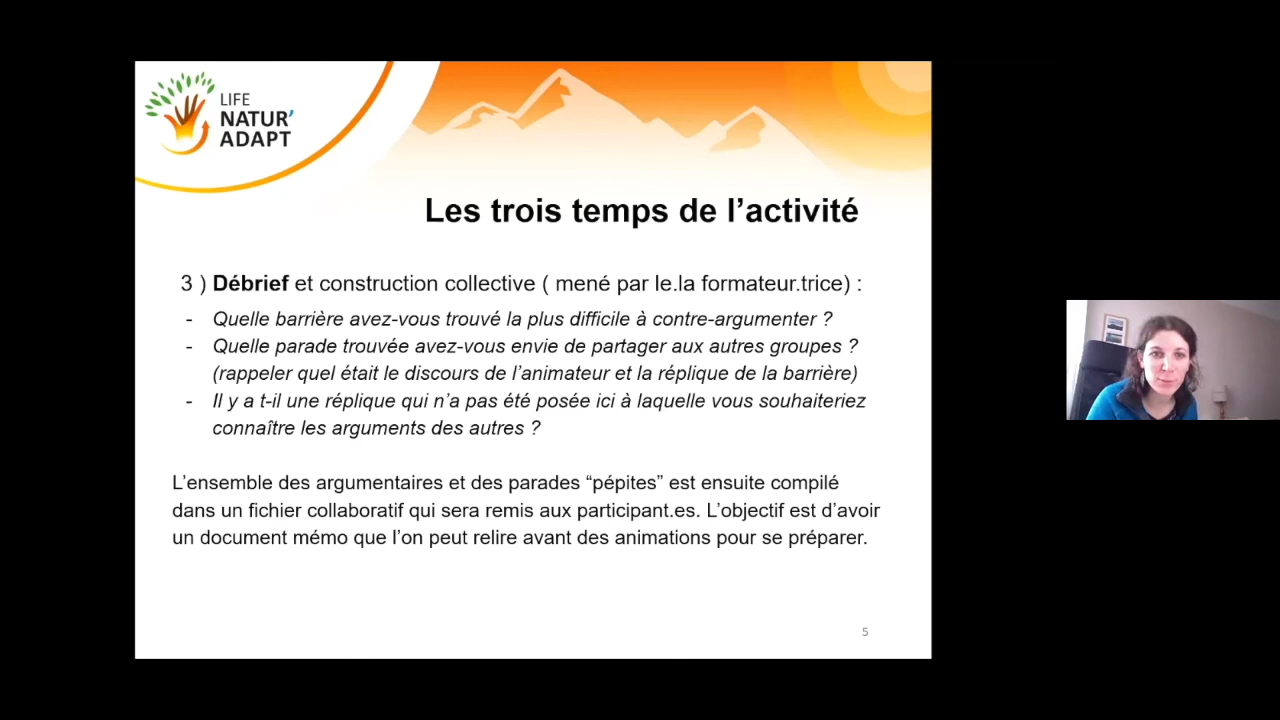 LIFE
NATUR'
ADAPT
Les trois temps de l’activité
3 ) Débrief et construction collective ( mené par le.la formateur.trice) :
- Quelle barrière avez-vous trouvé la plus difficile à contre-argumenter ?
- Quelle parade trouvée avez-vous envie de partager aux autres groupes ?
(rappeler quel était le discours de l’animateur et la réplique de la barrière)
- Il y a t-il une réplique qui n’a pas été posée ici à laquelle vous souhaiteriez
connaître les arguments des autres ?
L’ensemble des argumentaires et des parades “pépites” est ensuite compilé
dans un fichier collaboratif qui sera remis aux participant.es. L’objectif est d’avoir
un document mémo que l’on peut relire avant des animations pour se préparer.
5